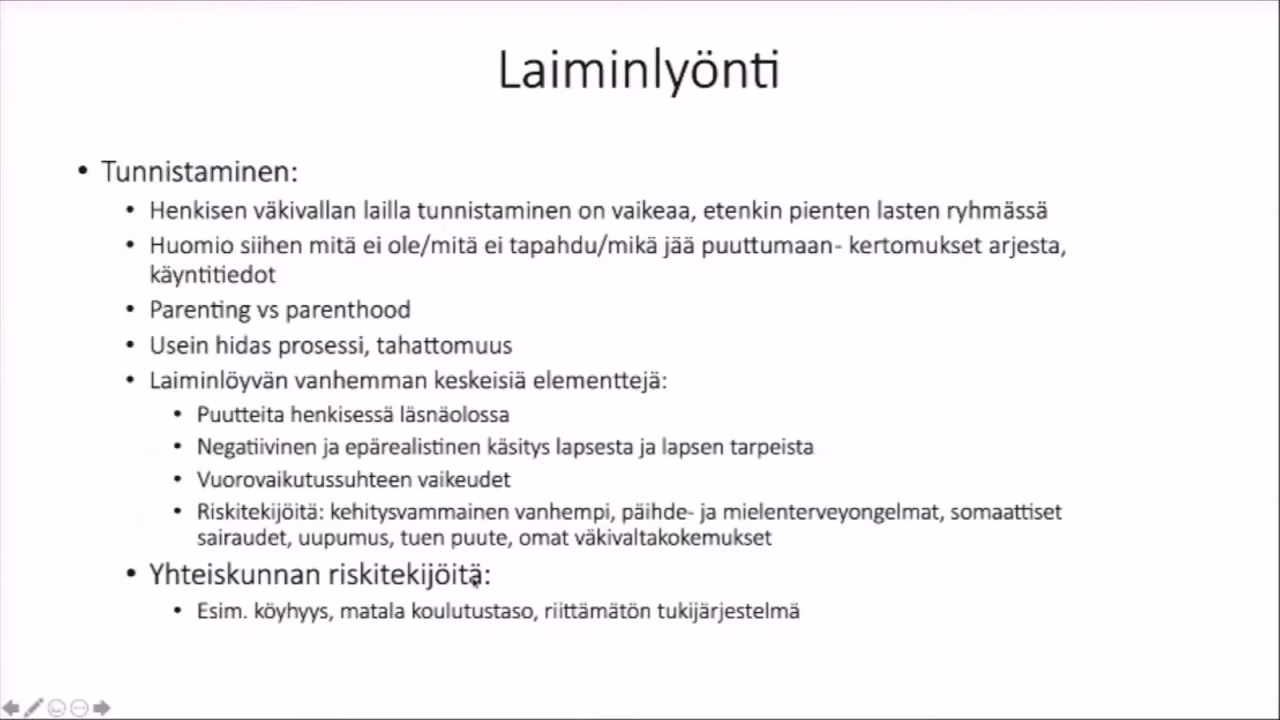 Laiminlyönti
• Tunnistaminen:
• Henkisen väkivallan lailla tunnistaminen on vaikeaa, etenkin pienten lasten ryhmässä
• Huomio siihen mitä ei ole/mitä ei tapahdu/mikä jää puuttumaan- kertomukset arjesta,
käyntitiedot
• Parenting vs parenthood
• Usein hidas prosessi, tahattomuus
• Laiminlöyvän vanhemman keskeisiä elementtejä:
• Puutteita henkisessä läsnäolossa
• Negatiivinen ja epärealistinen käsitys lapsesta ja lapsen tarpeista
• Vuorovaikutussuhteen vaikeudet
• Riskitekijöitä: kehitysvammainen vanhempi, päihde- ja mielenterveyongelmat, somaattiset
sairaudet, uupumus, tuen puute, omat väkivaltakokemukset
• Yhteiskunnan riskitekijöitä:
• Esim. köyhyys, matala koulutustaso, riittämätön tukijärjestelmä